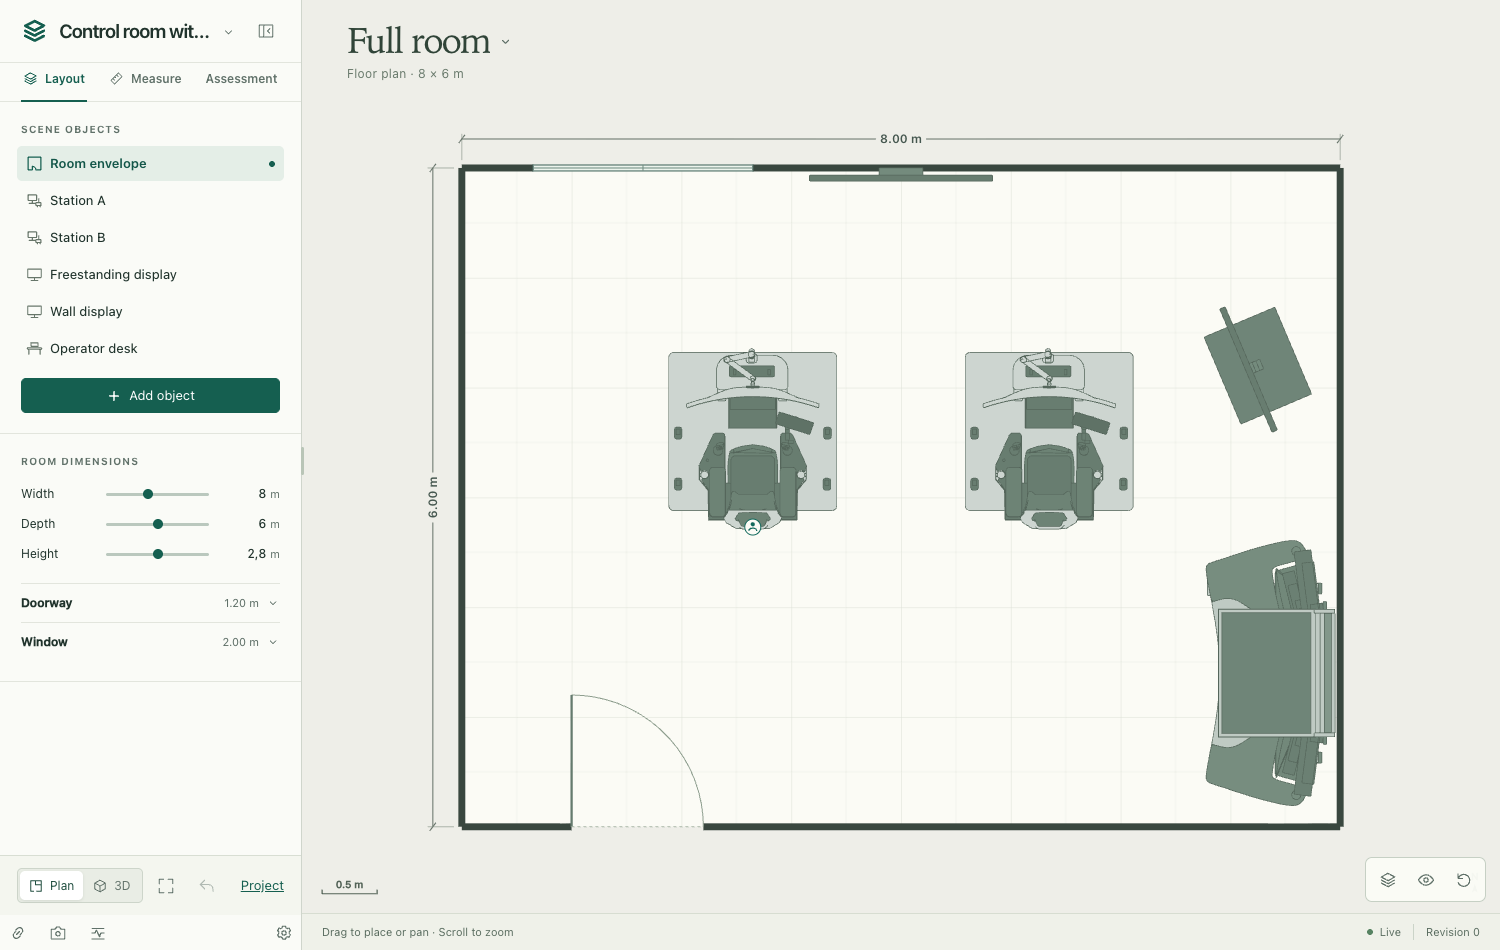 Control room wit...
Layout
Measure
Assessment
SCENE OBJECTS
Room envelope
Station A
Station B
Freestanding display
Wall display
Operator desk
Add object
ROOM DIMENSIONS
Width 8 m
Depth 6 m
Height 2,8 m
Doorway 1.20 m
Window 2.00 m
Plan
3D
Project
Full room
Floor plan · 8 × 6 m
8.00 m
6.00 m
0.5 m
Drag to place or pan · Scroll to zoom
Live
Revision 0